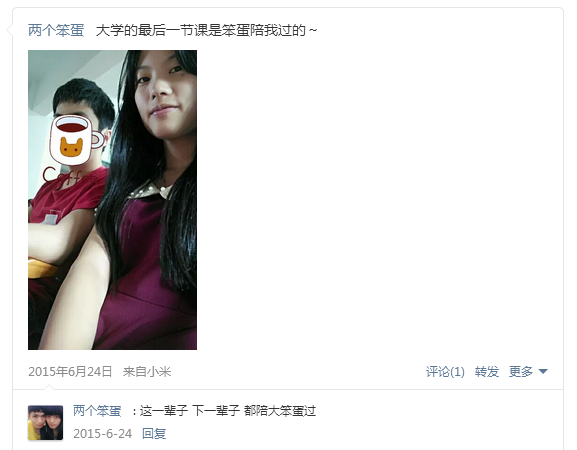 两个笨蛋 大学的最后一节课是笨蛋陪我过的～
2015年6月24日 来自小米 评论(1) 转发 更多
两个笨蛋 : 这一辈子 下一辈子 都陪大笨蛋过
2015-6-24 回复